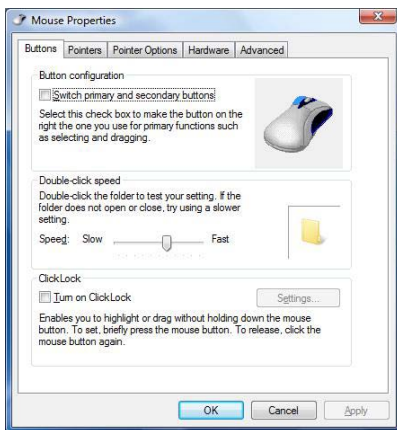 Mouse Properties
Buttons Pointers Pointer Options Hardware Advanced
Button configuration
Switch primary and secondary buttons
Select this check box to make the button on the
right the one you use for primary functions such
as selecting and dragging.
Double-click speed
Double-click the folder to test your setting. If the
folder does not open or close, try using a slower
setting.
Speed: Slow Fast
ClickLock
Turn on ClickLock Settings...
Enables you to highlight or drag without holding down the mouse
button. To set, briefly press the mouse button. To release, click the
mouse button again.
OK Cancel Apply